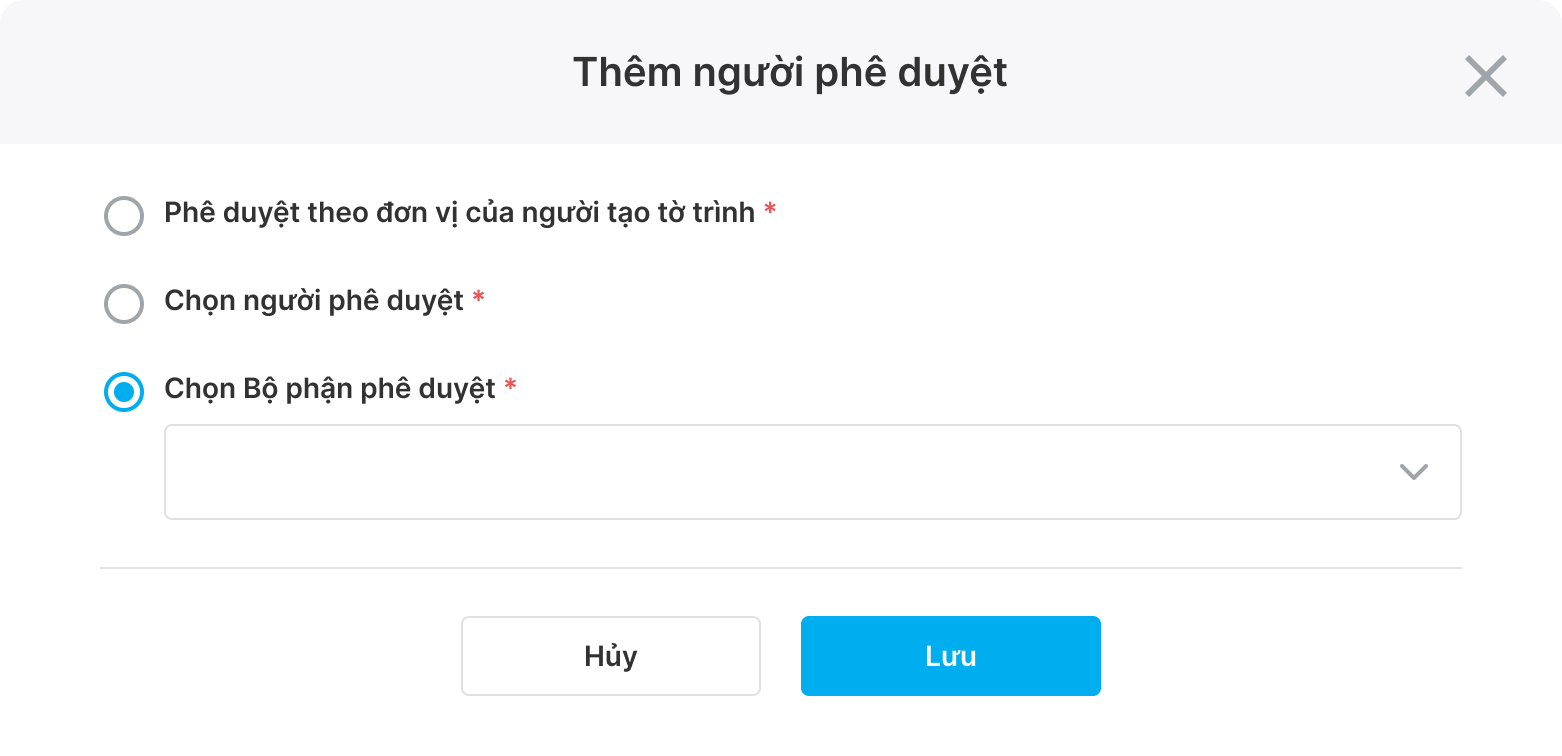 Thêm người phê duyệt
Phê duyệt theo đơn vị của người tạo tờ trình *
Chọn người phê duyệt *
Chọn Bộ phận phê duyệt *
Hủy
Lưu